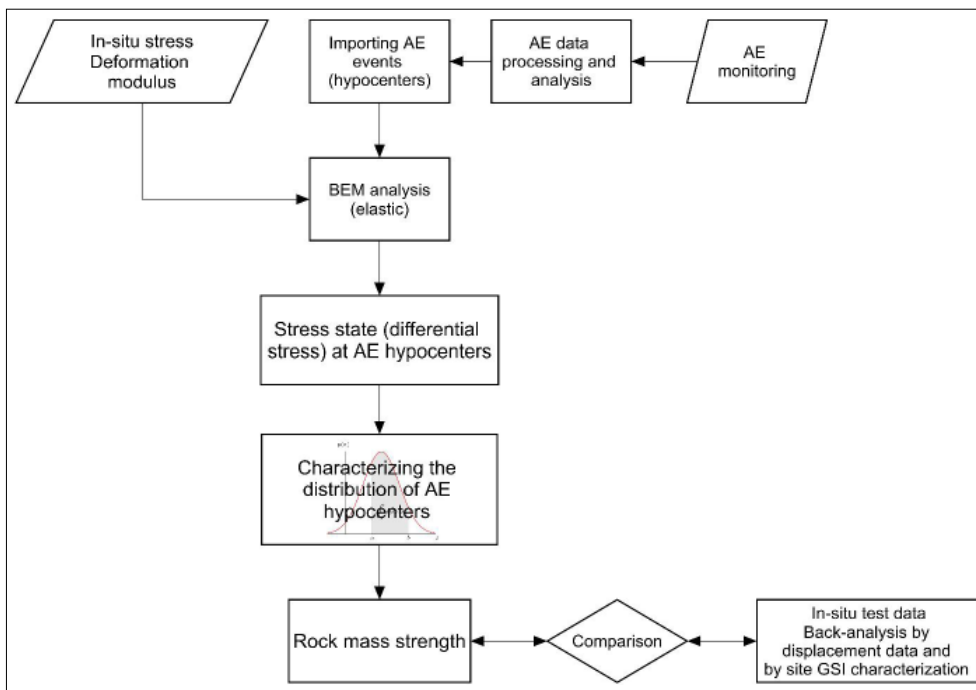 In-situ stress
Deformation
modulus
Importing AE
events
(hypocenters)
AE data
processing and
analysis
AE
monitoring
BEM analysis
(elastic)
Stress state (differential
stress) at AE hypocenters
Characterizing the
distribution of AE
hypocenters
Rock mass strength
Comparison
In-situ test data
Back-analysis by
displacement data and
by site GSI characterization